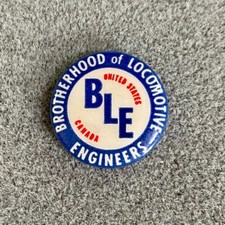 BROTHERHOOD of LOCOMOTIVE
ENGINEERS
UNITED STATES
BLE
CANADA